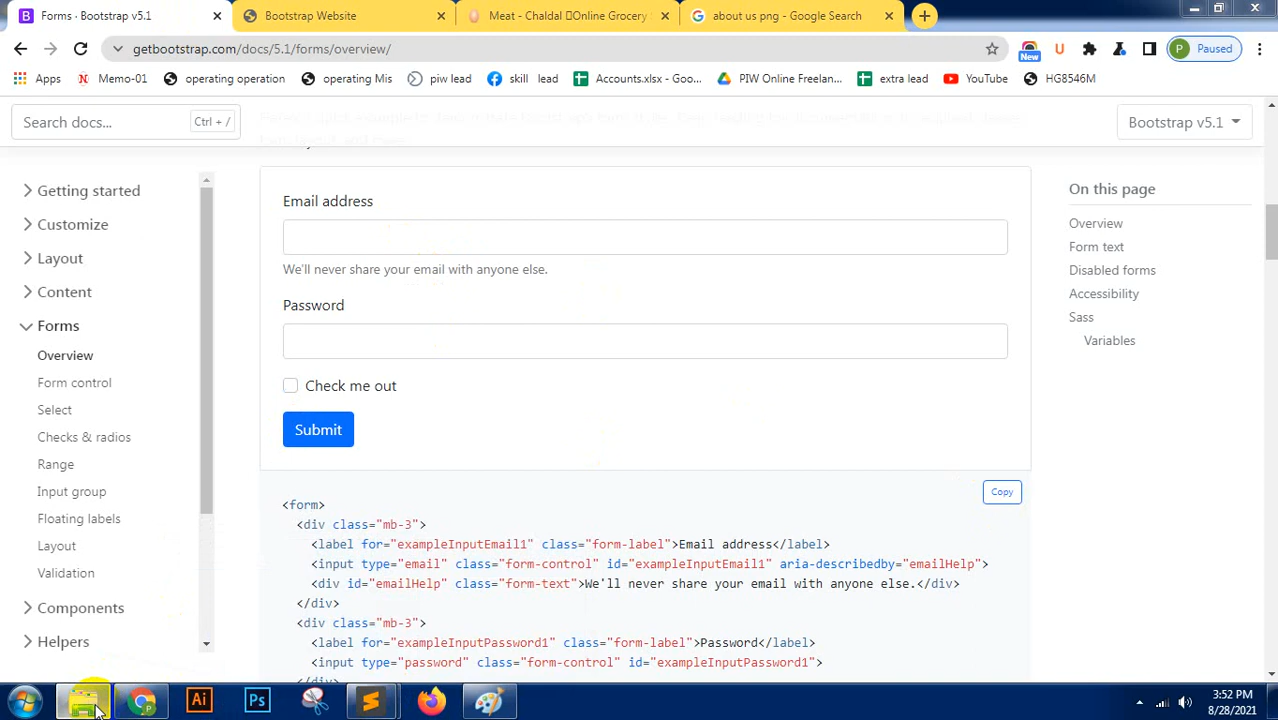 Forms · Bootstrap v5.1
Bootstrap Website
Meat - Chaldal Online Grocery
about us png - Google Search
getbootstrap.com/docs/5.1/forms/overview/
New
U
P Paused
Apps
Memo-01
operating operation
operating Mis
piw lead
skill lead
Accounts.xlsx - Goo...
PIW Online Freelan...
extra lead
YouTube
HG8546M
Search docs...
Ctrl + /
Bootstrap v5.1
Getting started
Customize
Layout
Content
Forms
Overview
Form control
Select
Checks & radios
Range
Input group
Floating labels
Layout
Validation
Components
Helpers
Email address
We'll never share your email with anyone else.
Password
Check me out
Submit
Copy
<form>
<div class="mb-3">
<label for="exampleInputEmail1" class="form-label">Email address</label>
<input type="email" class="form-control" id="exampleInputEmail1" aria-describedby="emailHelp">
<div id="emailHelp" class="form-text">We'll never share your email with anyone else.</div>
</div>
<div class="mb-3">
<label for="exampleInputPassword1" class="form-label">Password</label>
<input type="password" class="form-control" id="exampleInputPassword1">
On this page
Overview
Form text
Disabled forms
Accessibility
Sass
Variables
Ai
Ps
3:52 PM
8/28/2021